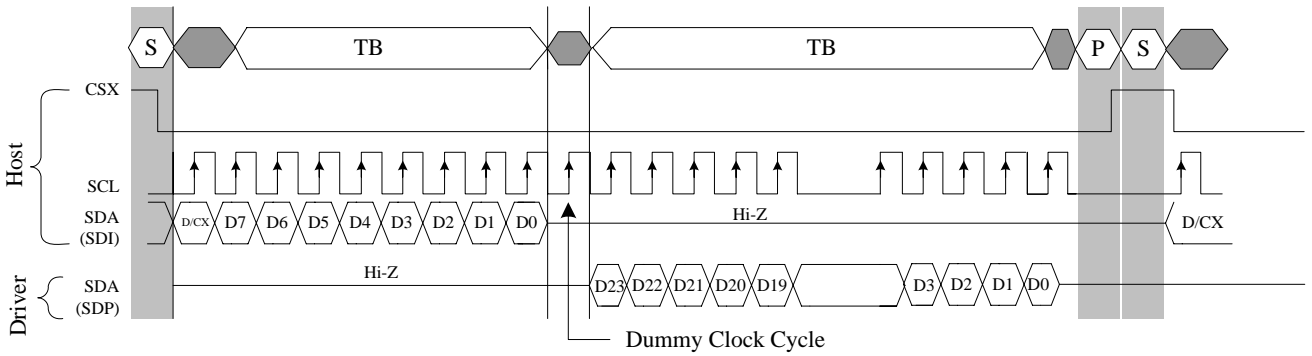 S TB TB P S
CSX
Host
SCL
SDA
(SDI)
D/CX D7 D6 D5 D4 D3 D2 D1 D0 Hi-Z D/CX
Hi-Z
Driver
SDA
(SDP)
D23 D22 D21 D20 D19 D3 D2 D1 D0
Dummy Clock Cycle